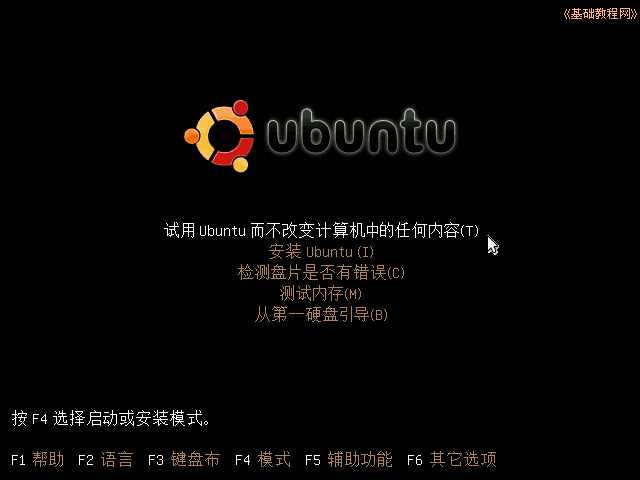 《基础教程网》
ubuntu
试用 Ubuntu 而不改变计算机中的任何内容(T)
安装 Ubuntu (I)
检测盘片是否有错误(C)
测试内存(M)
从第一硬盘引导(B)
按 F4 选择启动或安装模式。
F1 帮助 F2 语言 F3 键盘布 F4 模式 F5 辅助功能 F6 其它选项